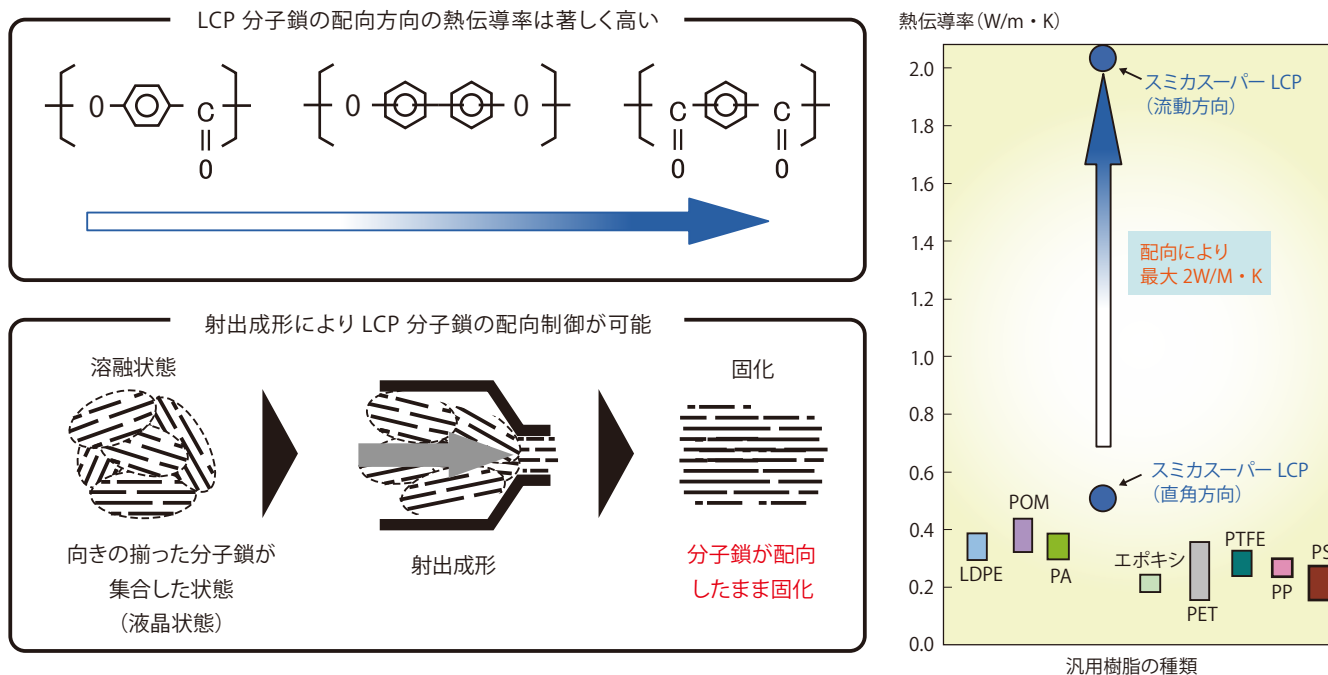 LCP 分子鎖の配向方向の熱伝導率は著しく高い
O
C
O
O
O
C
O
C
O
射出成形により LCP 分子鎖の配向制御が可能
溶融状態
向きの揃った分子鎖が
集合した状態
（液晶状態）
射出成形
固化
分子鎖が配向
したまま固化
熱伝導率（W/m・K）
2.0
1.8
1.6
1.4
1.2
1.0
0.8
0.6
0.4
0.2
0.0
スミカスーパー LCP
（流動方向）
配向により
最大 2W/M・K
スミカスーパー LCP
（直角方向）
LDPE
POM
PA
エポキシ
PET
PTFE
PP
PS
汎用樹脂の種類